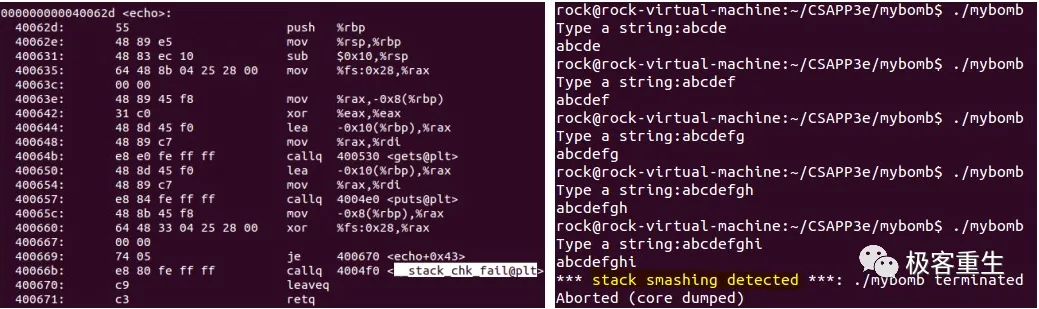 000000000040062d <echo>:
40062d: 55 push %rbp
40062e: 48 89 e5 mov %rsp,%rbp
400631: 48 83 ec 10 sub $0x10,%rsp
400635: 64 48 8b 04 25 28 00 mov %fs:0x28,%rax
40063c: 00 00
40063e: 48 89 45 f8 mov %rax,-0x8(%rbp)
400642: 31 c0 xor %eax,%eax
400644: 48 8d 45 f0 lea -0x10(%rbp),%rax
400648: 48 89 c7 mov %rax,%rdi
40064b: e8 e0 fe ff ff callq 400530 <gets@plt>
400650: 48 8d 45 f0 lea -0x10(%rbp),%rax
400654: 48 89 c7 mov %rax,%rdi
400657: e8 84 fe ff ff callq 4004e0 <puts@plt>
40065c: 48 8b 45 f8 mov -0x8(%rbp),%rax
400660: 64 48 33 04 25 28 00 xor %fs:0x28,%rax
400667: 00 00
400669: 74 05 je 400670 <echo+0x43>
40066b: e8 80 fe ff ff callq 4004f0 <__stack_chk_fail@plt>
400670: c9 leaveq
400671: c3 retq
rock@rock-virtual-machine:~/CSAPP3e/mybomb$ ./mybomb
Type a string:abcde
abcde
rock@rock-virtual-machine:~/CSAPP3e/mybomb$ ./mybomb
Type a string:abcdef
abcdef
rock@rock-virtual-machine:~/CSAPP3e/mybomb$ ./mybomb
Type a string:abcdefg
abcdefg
rock@rock-virtual-machine:~/CSAPP3e/mybomb$ ./mybomb
Type a string:abcdefgh
abcdefgh
rock@rock-virtual-machine:~/CSAPP3e/mybomb$ ./mybomb
Type a string:abcdefghi
abcdefghi
*** stack smashing detected ***: ./mybomb terminated
Aborted (core dumped)
极客重生